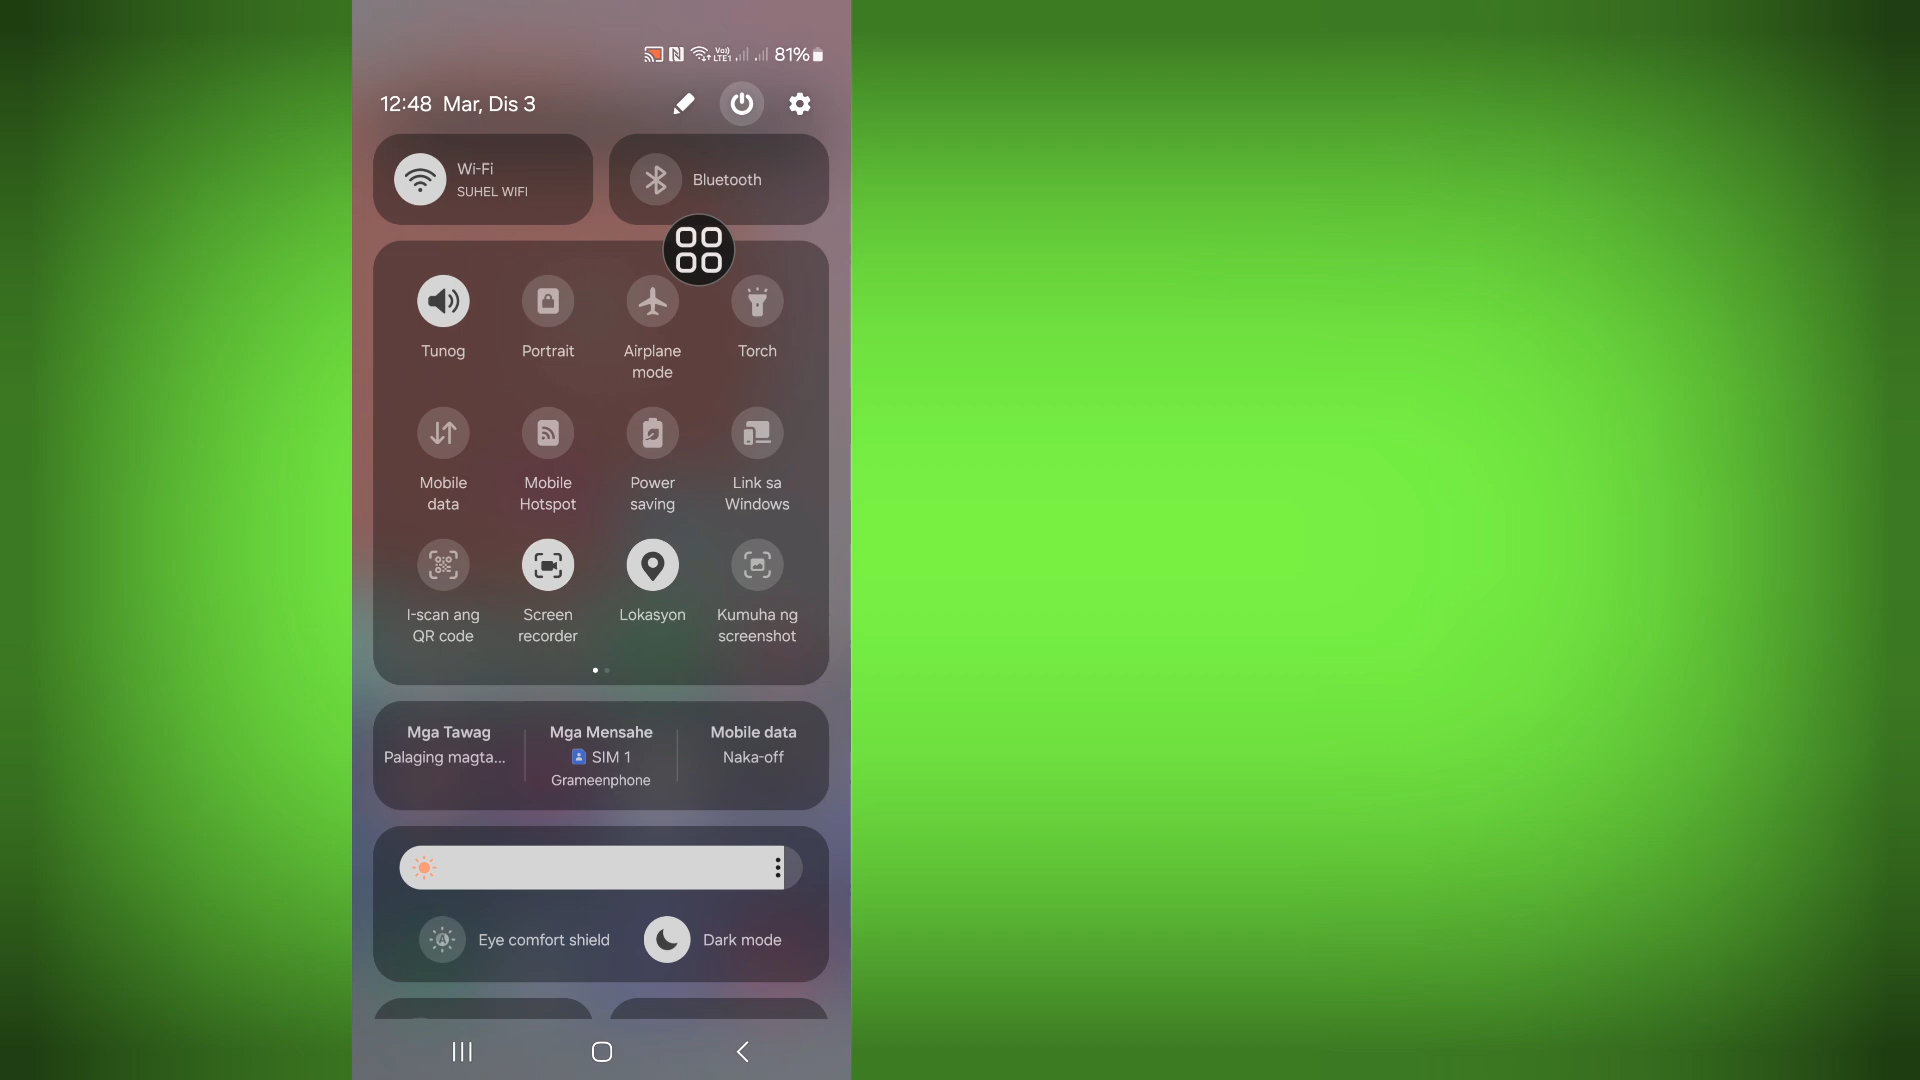 Vo)) LTE1 81%
12:48 Mar, Dis 3
Wi-Fi
SUHEL WIFI
Bluetooth
Tunog
Portrait
Airplane
mode
Torch
Mobile
data
Mobile
Hotspot
Power
saving
Link sa
Windows
I-scan ang
QR code
Screen
recorder
Lokasyon
Kumuha ng
screenshot
Mga Tawag
Palaging magta...
Mga Mensahe
SIM 1
Grameenphone
Mobile data
Naka-off
Eye comfort shield
Dark mode